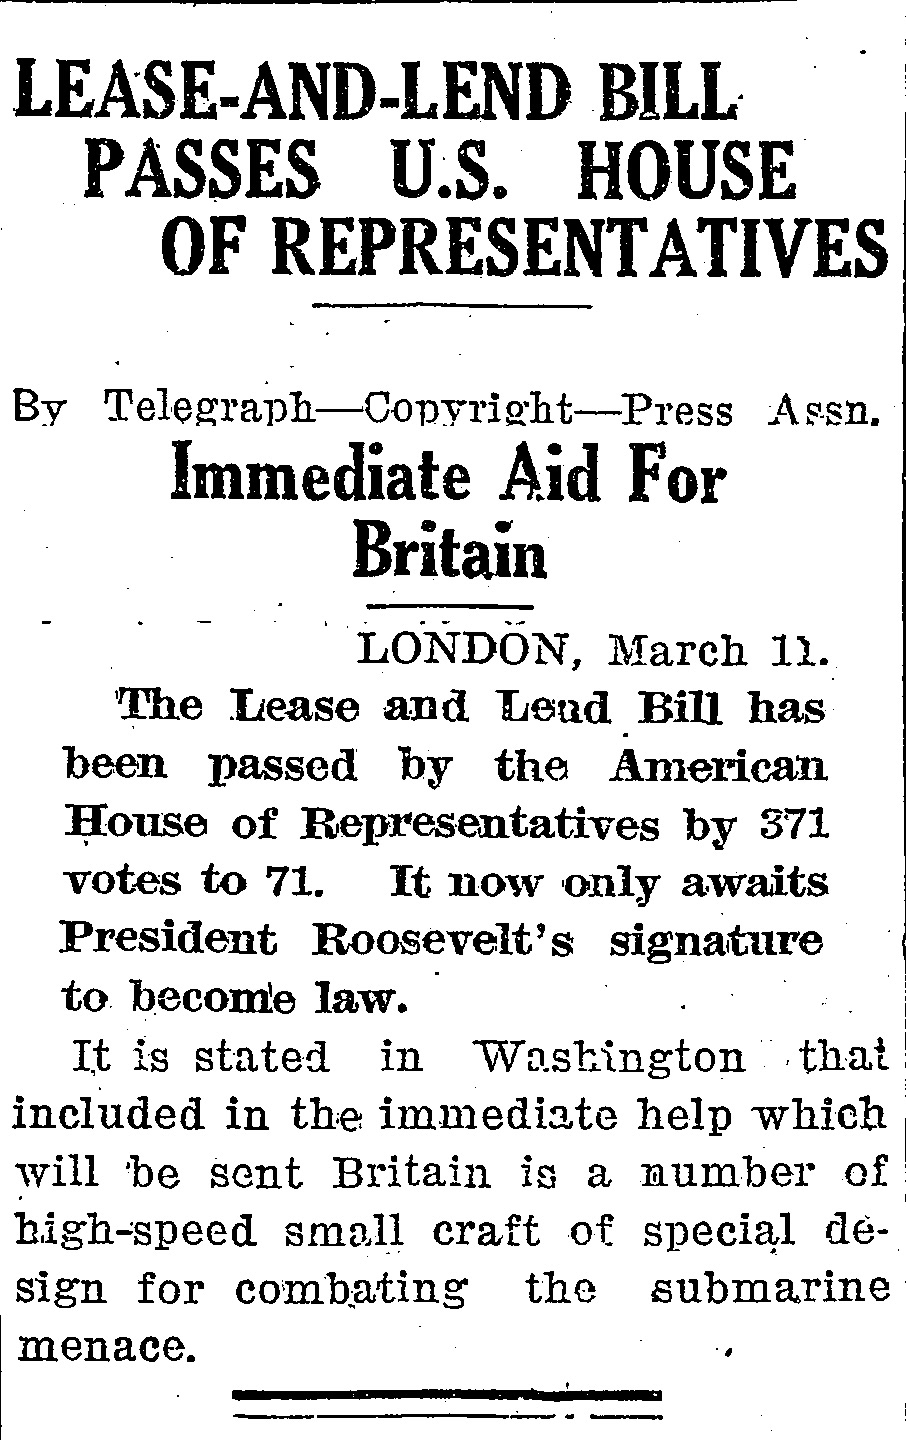 LEASE-AND-LEND BILL
PASSES U.S. HOUSE
OF REPRESENTATIVES
By Telegraph—Copyright—Press Assn.
Immediate Aid For
Britain
LONDON, March 11.
The Lease and Lend Bill has
been passed by the American
House of Representatives by 371
votes to 71. It now only awaits
President Roosevelt's signature
to become law.
It is stated in Washington that
included in the immediate help which
will be sent Britain is a number of
high-speed small craft of special de-
sign for combating the submarine
menace.